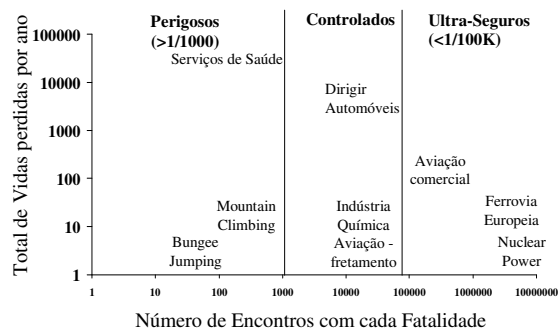 Perigosos
(>1/1000)
Controlados
Ultra-Seguros
(<1/100K)
Total de Vidas perdidas por ano
100000
10000
1000
100
10
1
Serviços de Saúde
Dirigir
Automóveis
Aviação
comercial
Mountain
Climbing
Indústria
Química
Ferrovia
Europeia
Bungee
Jumping
Aviação -
fretamento
Nuclear
Power
1
10
100
1000
10000
100000
1000000
10000000
Número de Encontros com cada Fatalidade